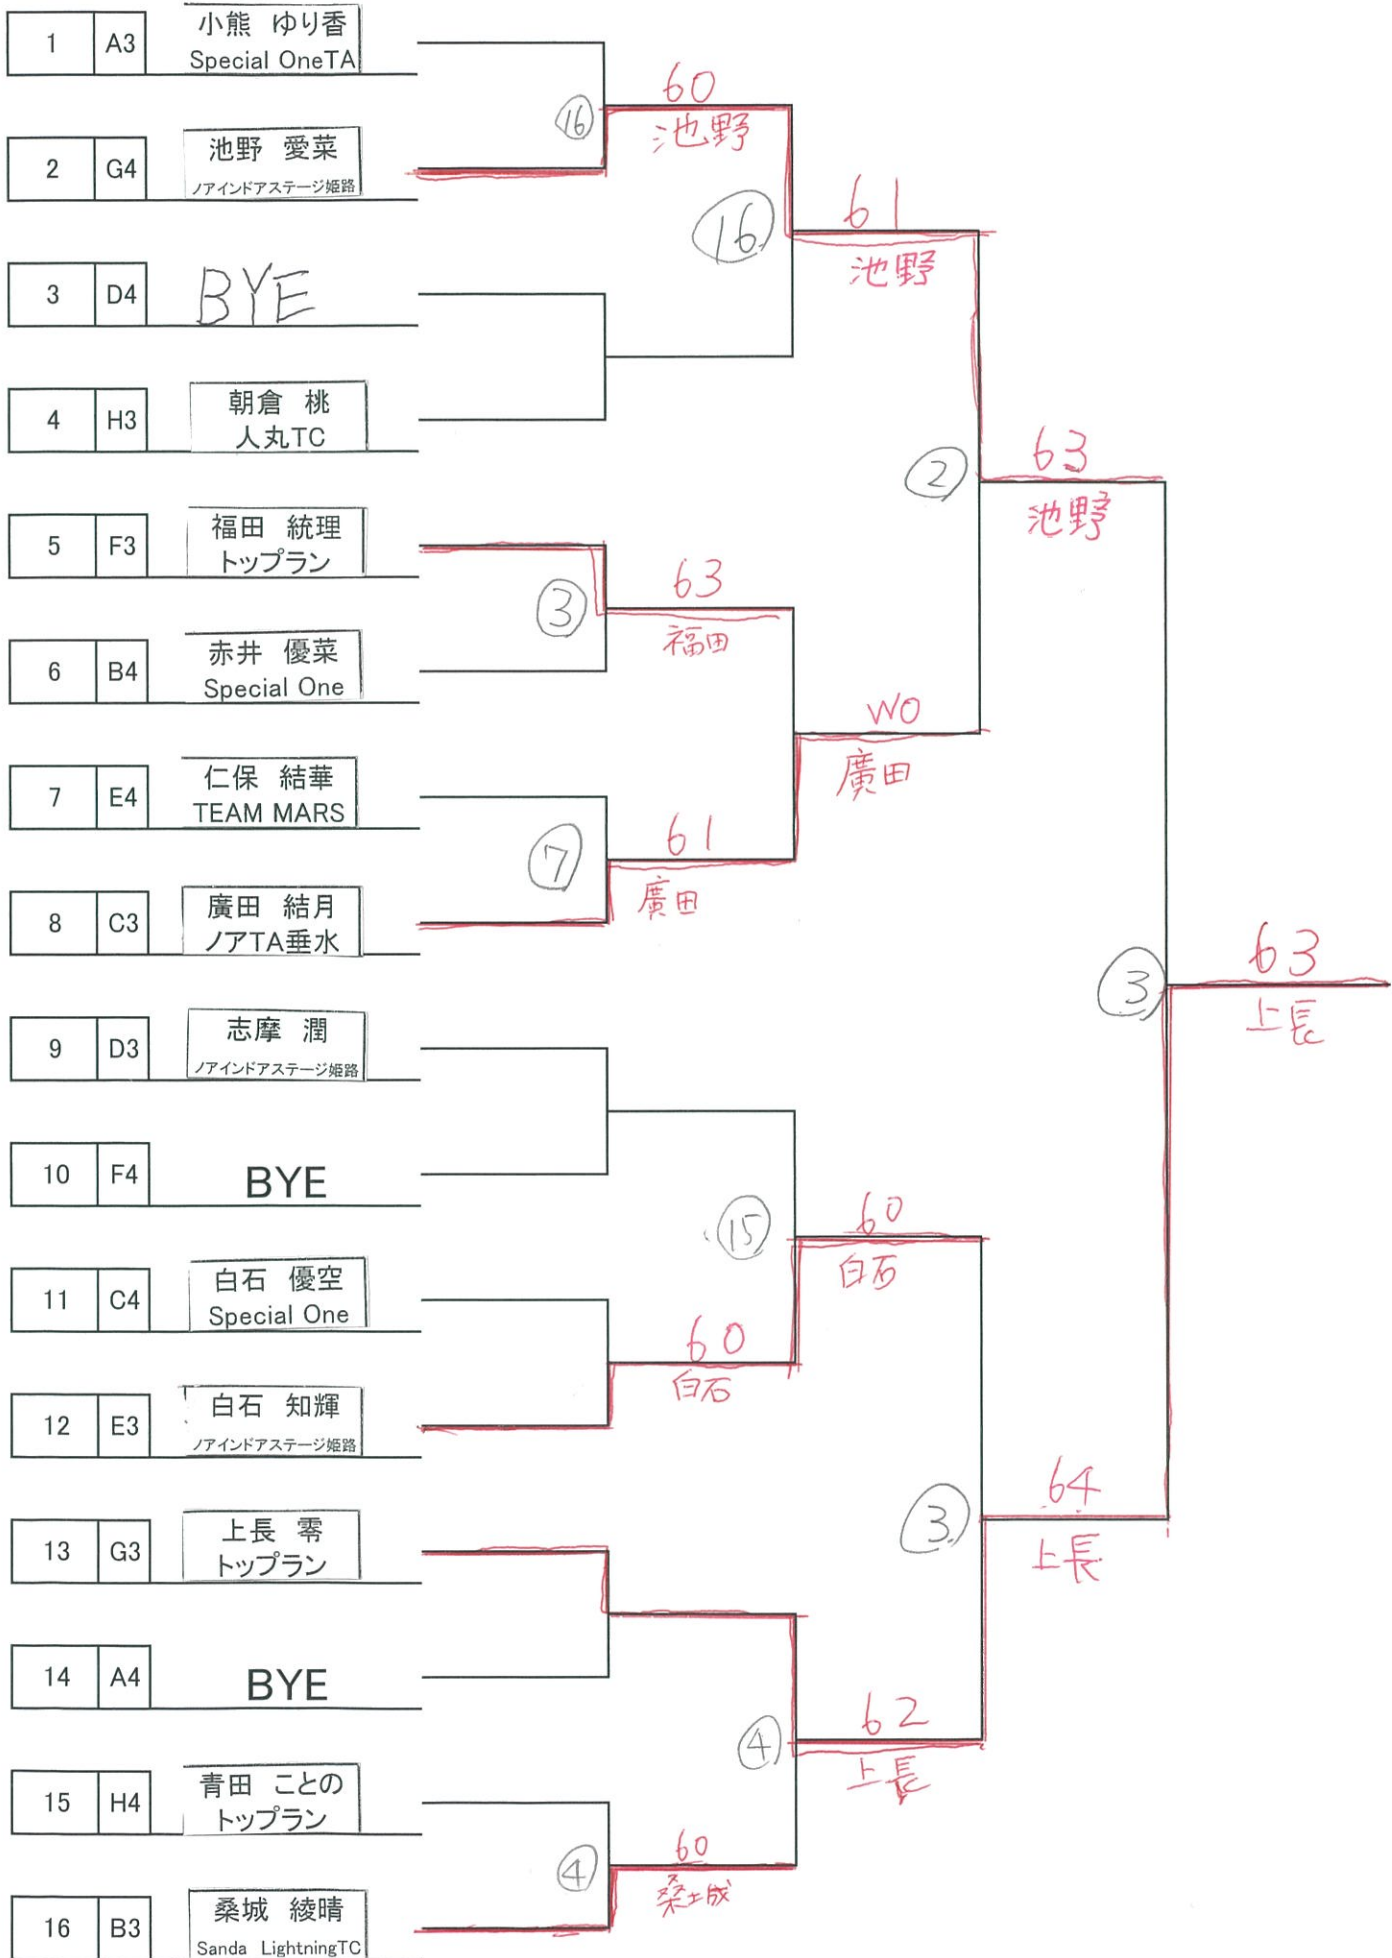 1 A3 小熊 ゆり香
Special OneTA
60
⑯
池野
2 G4 池野 愛菜
ノアインドアステージ姫路
61
⑯
池野
3 D4 BYE
4 H3 朝倉 桃
人丸TC
63
②
池野
5 F3 福田 統理
トップラン
63
③
福田
6 B4 赤井 優菜
Special One
WO
廣田
7 E4 仁保 結華
TEAM MARS
61
⑦
廣田
8 C3 廣田 結月
ノアTA垂水
63
③
上長
9 D3 志摩 潤
ノアインドアステージ姫路
10 F4 BYE
60
⑮
白石
11 C4 白石 優空
Special One
60
白石
12 E3 白石 知輝
ノアインドアステージ姫路
64
③
上長
13 G3 上長 零
トップラン
14 A4 BYE
62
④
上長
15 H4 青田 ことの
トップラン
60
④
桑城
16 B3 桑城 綾晴
Sanda LightningTC